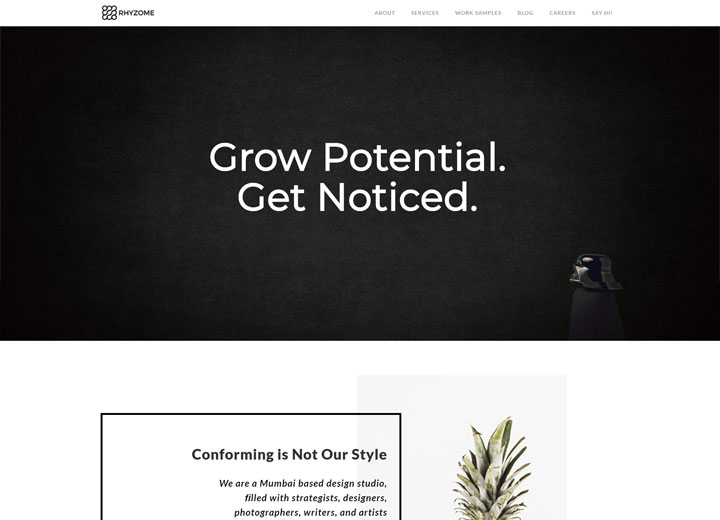 RHYZOME
ABOUT SERVICES WORK SAMPLES BLOG CAREERS SAY HI!
Grow Potential.
Get Noticed.
Conforming is Not Our Style
We are a Mumbai based design studio,
filled with strategists, designers,
photographers, writers, and artists